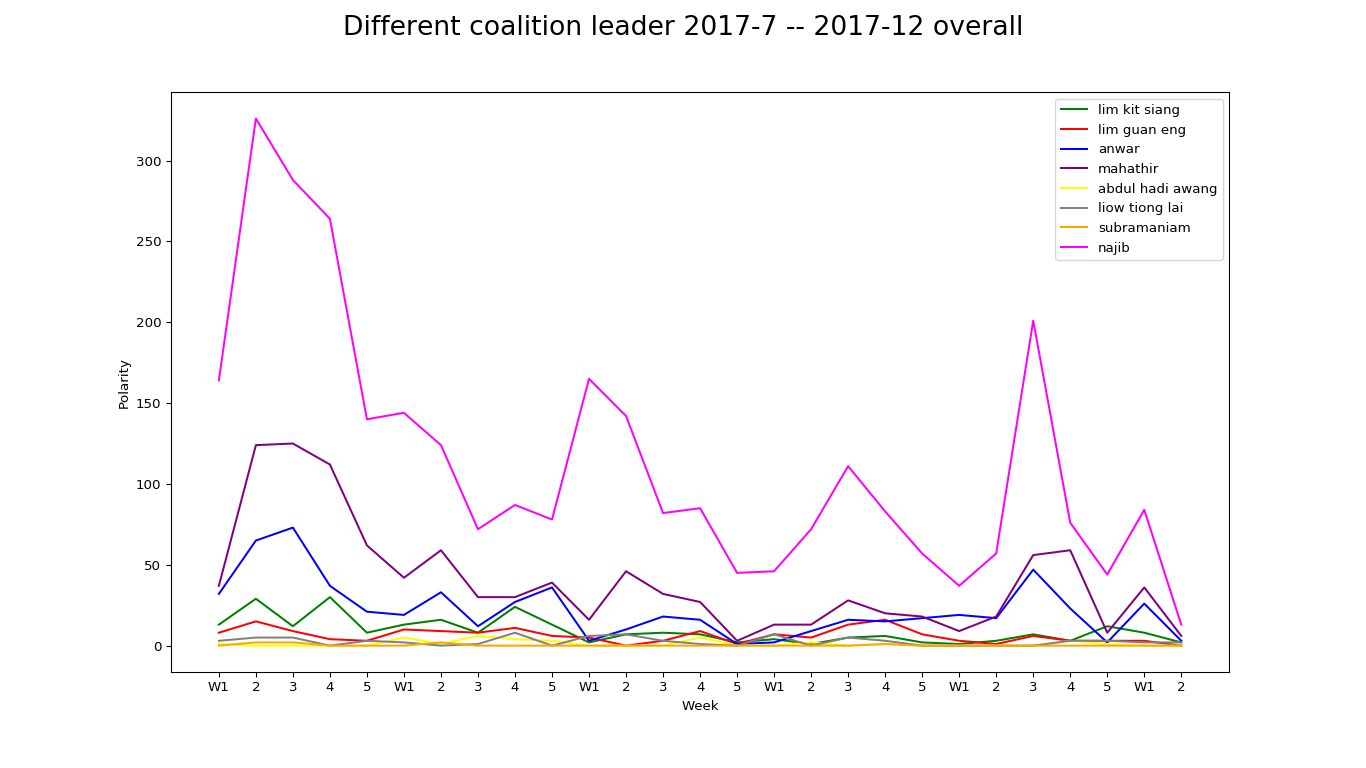 Different coalition leader 2017-7 -- 2017-12 overall
lim kit siang
lim guan eng
anwar
mahathir
abdul hadi awang
liow tiong lai
subramaniam
najib
300
250
200
150
100
50
0
Polarity
W1 2 3 4 5 W1 2 3 4 5 W1 2 3 4 5 W1 2 3 4 5 W1 2 3 4 5 W1 2
Week